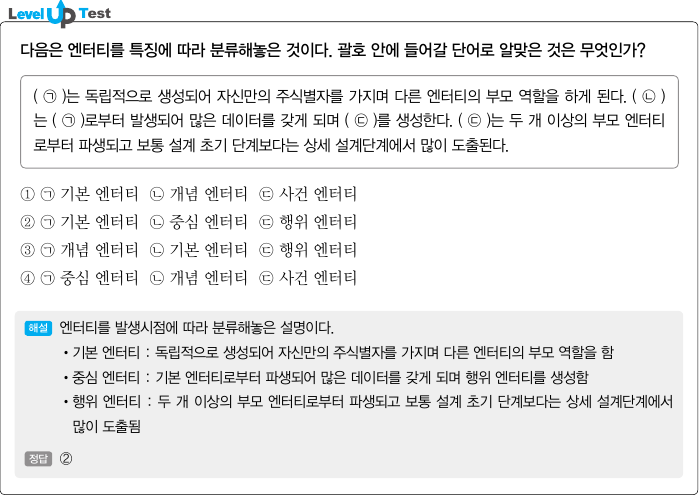 Level Up Test
다음은 엔터티를 특징에 따라 분류해놓은 것이다. 괄호 안에 들어갈 단어로 알맞은 것은 무엇인가?
( ㉠ )는 독립적으로 생성되어 자신만의 주식별자를 가지며 다른 엔터티의 부모 역할을 하게 된다. ( ㉡ )
는 ( ㉠ )로부터 발생되어 많은 데이터를 갖게 되며 ( ㉢ )를 생성한다. ( ㉢ )는 두 개 이상의 부모 엔터티
로부터 파생되고 보통 설계 초기 단계보다는 상세 설계단계에서 많이 도출된다.
① ㉠ 기본 엔터티 ㉡ 개념 엔터티 ㉢ 사건 엔터티
② ㉠ 기본 엔터티 ㉡ 중심 엔터티 ㉢ 행위 엔터티
③ ㉠ 개념 엔터티 ㉡ 기본 엔터티 ㉢ 행위 엔터티
④ ㉠ 중심 엔터티 ㉡ 개념 엔터티 ㉢ 사건 엔터티
해설 엔터티를 발생시점에 따라 분류해놓은 설명이다.
• 기본 엔터티 : 독립적으로 생성되어 자신만의 주식별자를 가지며 다른 엔터티의 부모 역할을 함
• 중심 엔터티 : 기본 엔터티로부터 파생되어 많은 데이터를 갖게 되며 행위 엔터티를 생성함
• 행위 엔터티 : 두 개 이상의 부모 엔터티로부터 파생되고 보통 설계 초기 단계보다는 상세 설계단계에서
많이 도출됨
정답 ②